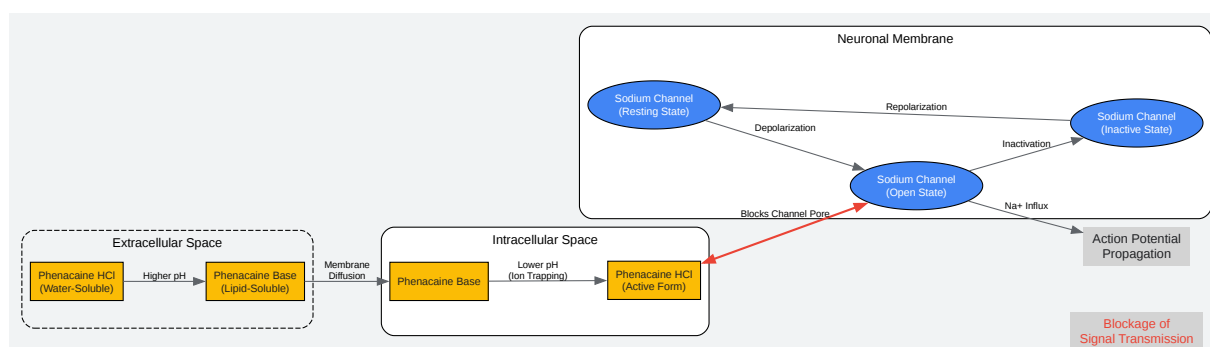 Neuronal Membrane
Sodium Channel
(Resting State)
Repolarization
Sodium Channel
(Inactive State)
Depolarization
Inactivation
Sodium Channel
(Open State)
Na+ Influx
Blocks Channel Pore
Action Potential
Propagation
Extracellular Space
Intracellular Space
Phenacaine HCl
(Water-Soluble)
Higher pH
Phenacaine Base
(Lipid-Soluble)
Membrane
Diffusion
Phenacaine Base
Lower pH
(Ion Trapping)
Phenacaine HCl
(Active Form)
Blockage of
Signal Transmission